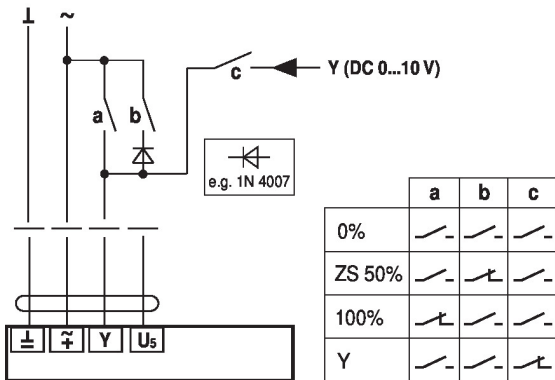 ⊥ ~
c Y (DC 0...10 V)
a b
e.g. 1N 4007
a b c
0%
ZS 50%
100%
Y
Y U5